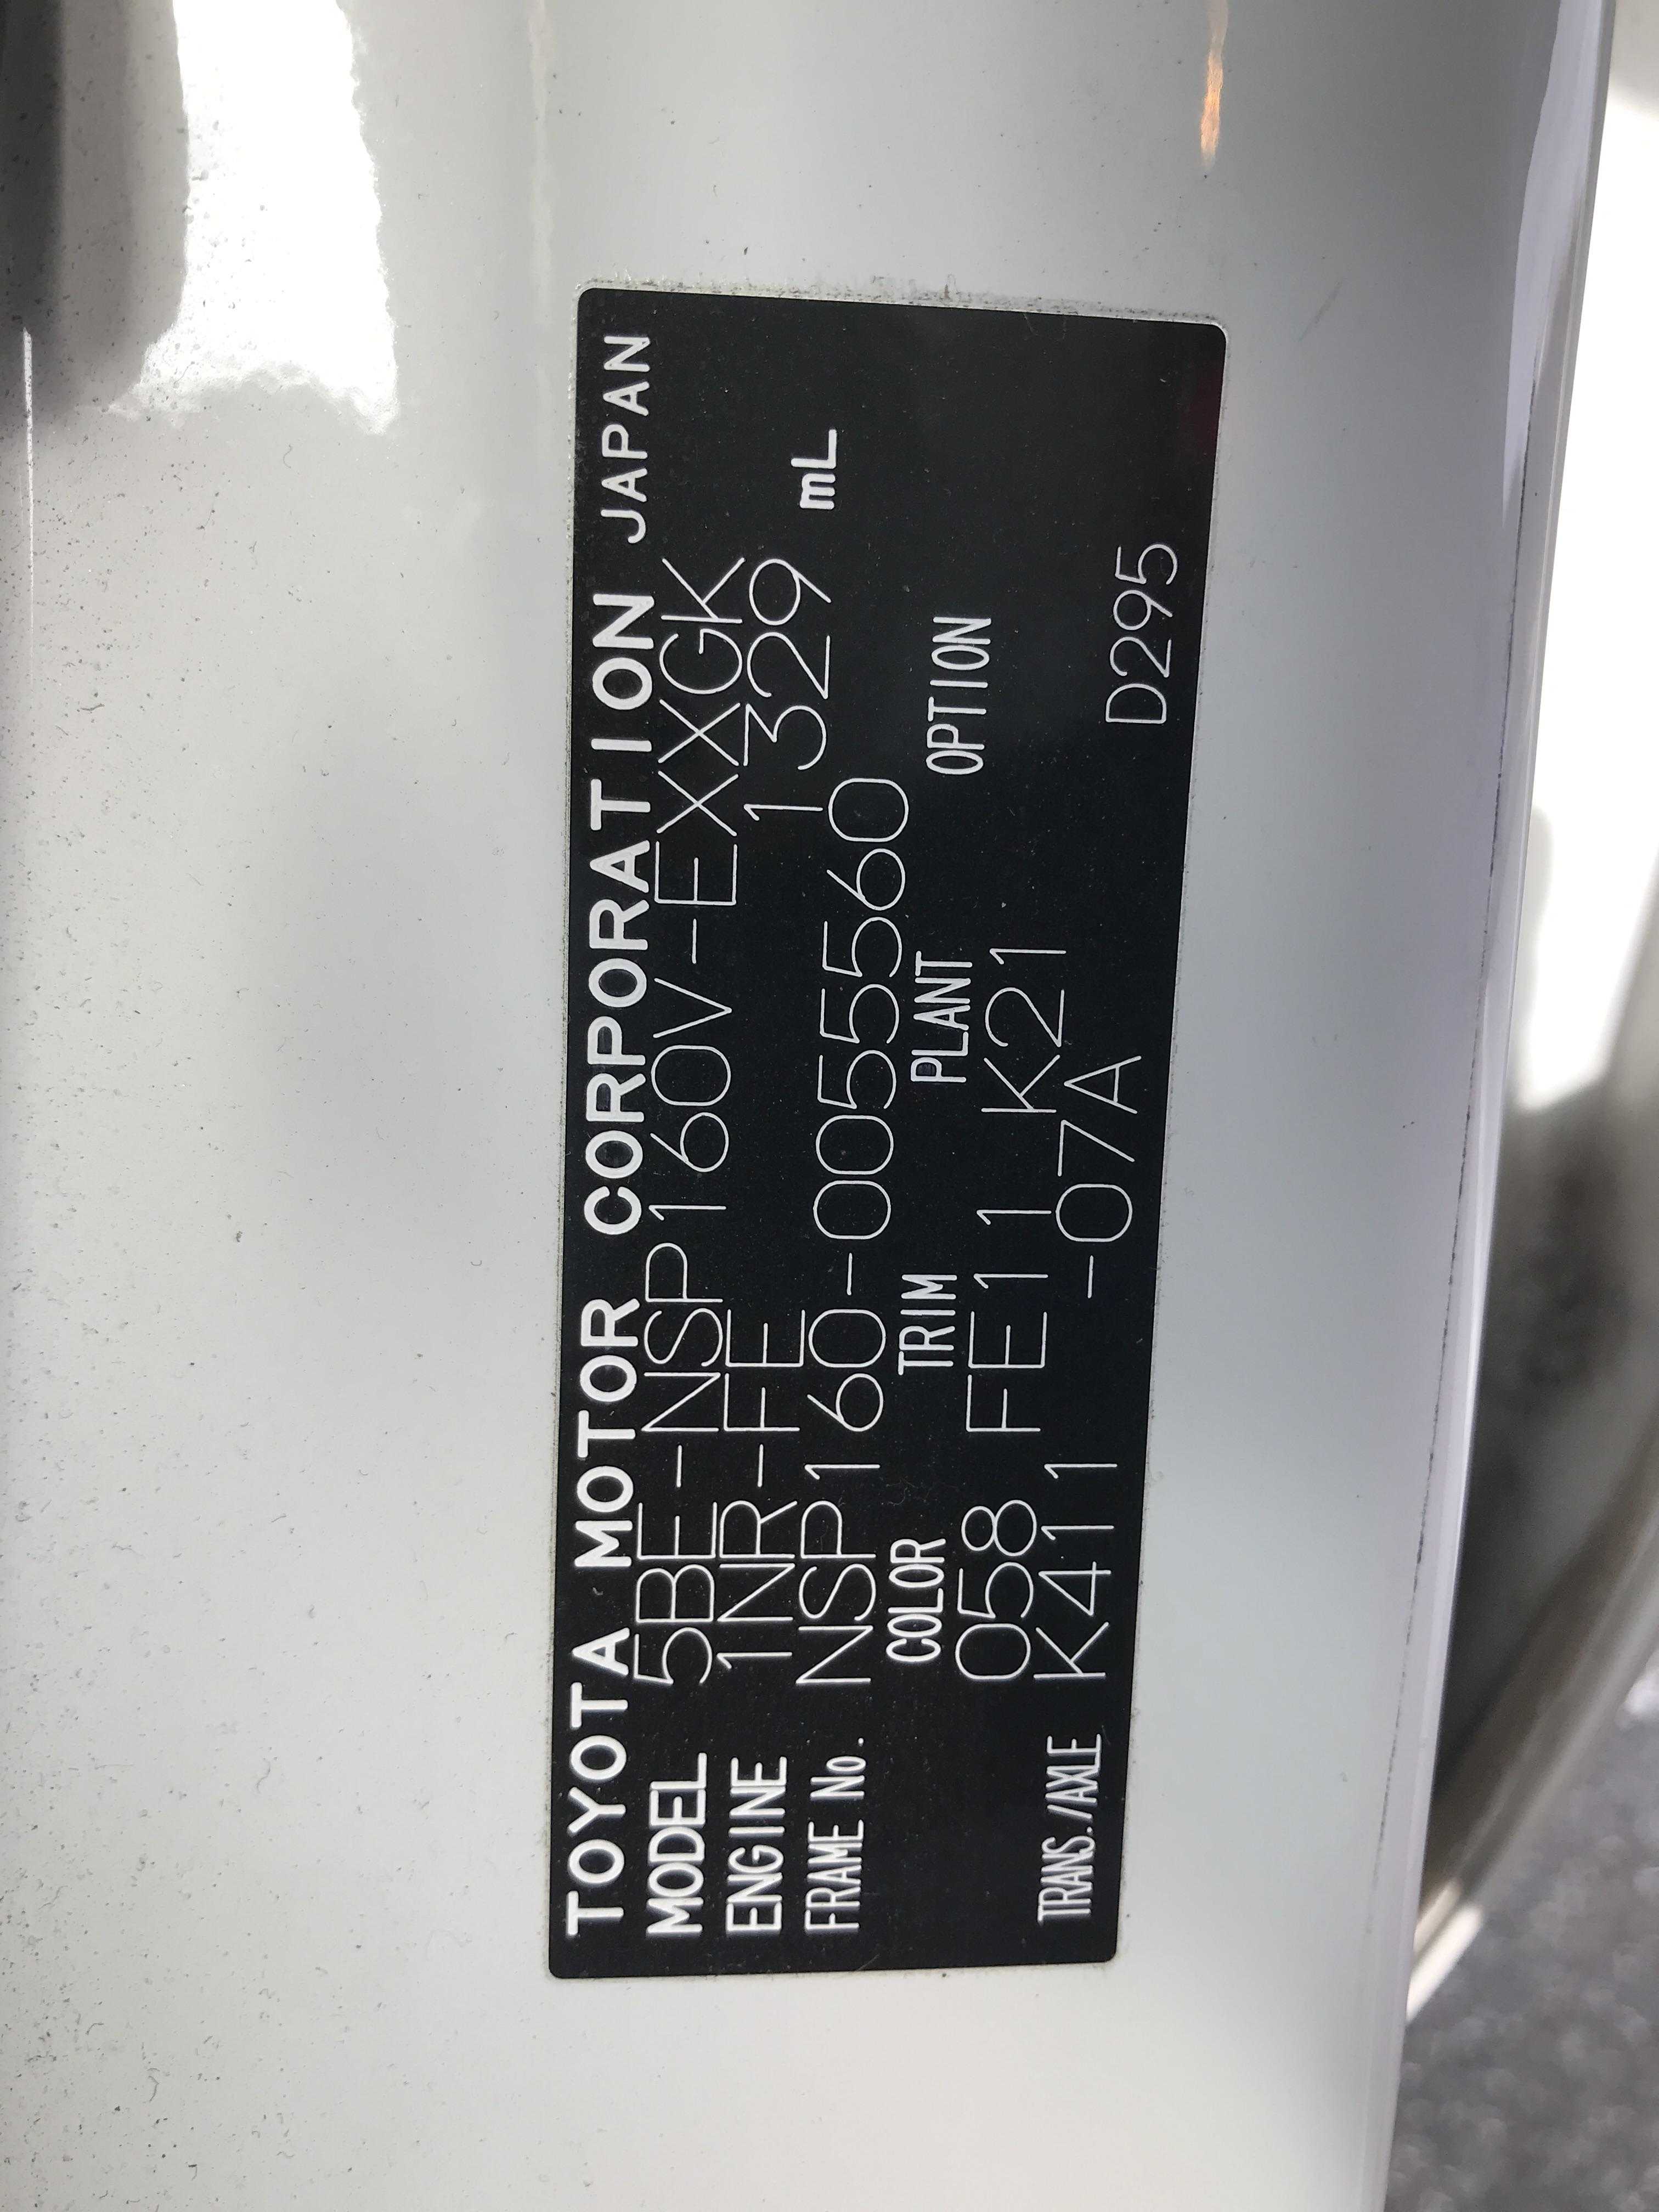 TOYOTA MOTOR CORPORATION JAPAN
MODEL 5BE-NSP160V-EXXGK
ENGINE 1NR-FE 1329 mL
FRAME No. NSP160-0055560
COLOR TRIM PLANT OPTION
058 FE11 K21
TRANS./AXLE K411 -07A D295